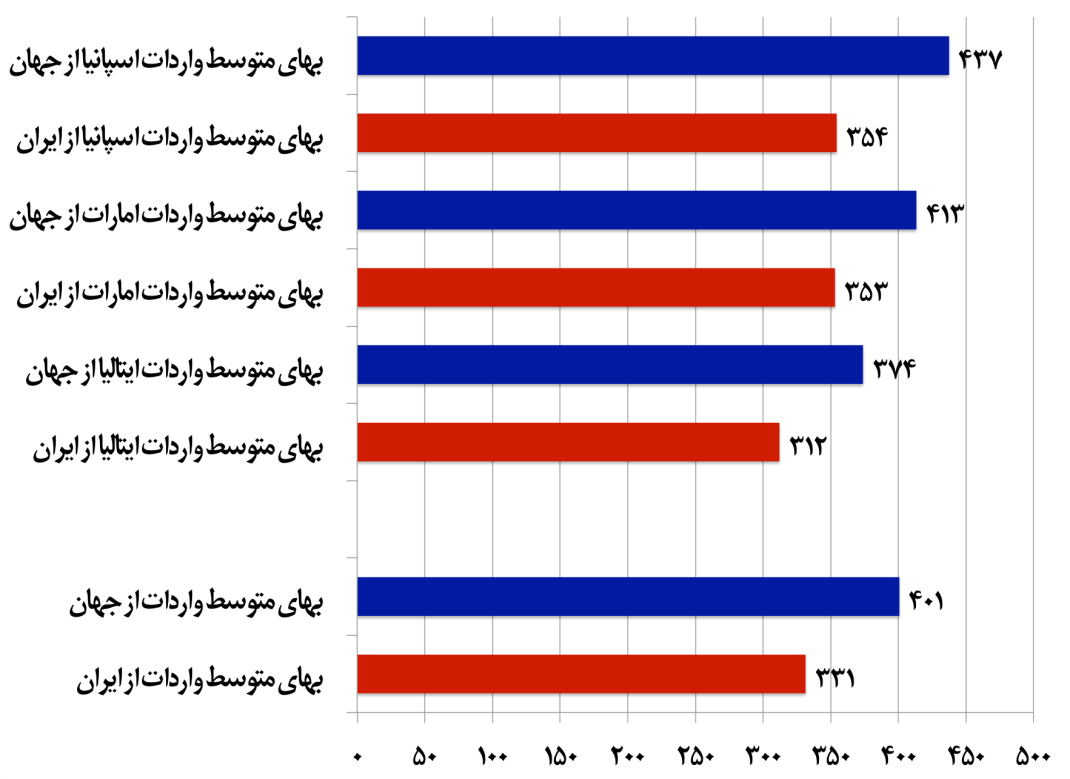 بهای متوسط واردات اسپانیا از جهان ۴۳۷
بهای متوسط واردات اسپانیا از ایران ۳۵۴
بهای متوسط واردات امارات از جهان ۴۱۳
بهای متوسط واردات امارات از ایران ۳۵۳
بهای متوسط واردات ایتالیا از جهان ۳۷۴
بهای متوسط واردات ایتالیا از ایران ۳۱۲
بهای متوسط واردات از جهان ۴۰۱
بهای متوسط واردات از ایران ۳۳۱
۰ ۵۰ ۱۰۰ ۱۵۰ ۲۰۰ ۲۵۰ ۳۰۰ ۳۵۰ ۴۰۰ ۴۵۰ ۵۰۰